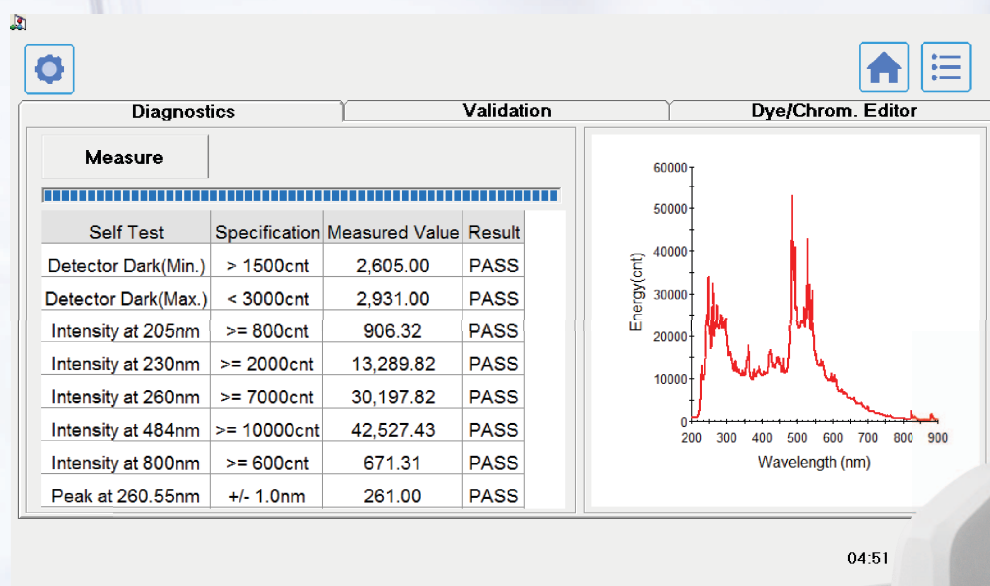 Diagnostics Validation Dye/Chrom. Editor
Measure
Self Test Specification Measured Value Result
Detector Dark(Min.) > 1500cnt 2,605.00 PASS
Detector Dark(Max.) < 3000cnt 2,931.00 PASS
Intensity at 205nm >= 800cnt 906.32 PASS
Intensity at 230nm >= 2000cnt 13,289.82 PASS
Intensity at 260nm >= 7000cnt 30,197.82 PASS
Intensity at 484nm >= 10000cnt 42,527.43 PASS
Intensity at 800nm >= 600cnt 671.31 PASS
Peak at 260.55nm +/- 1.0nm 261.00 PASS
Energy(cnt)
60000
50000
40000
30000
20000
10000
0
200 300 400 500 600 700 800 900
Wavelength (nm)
04:51